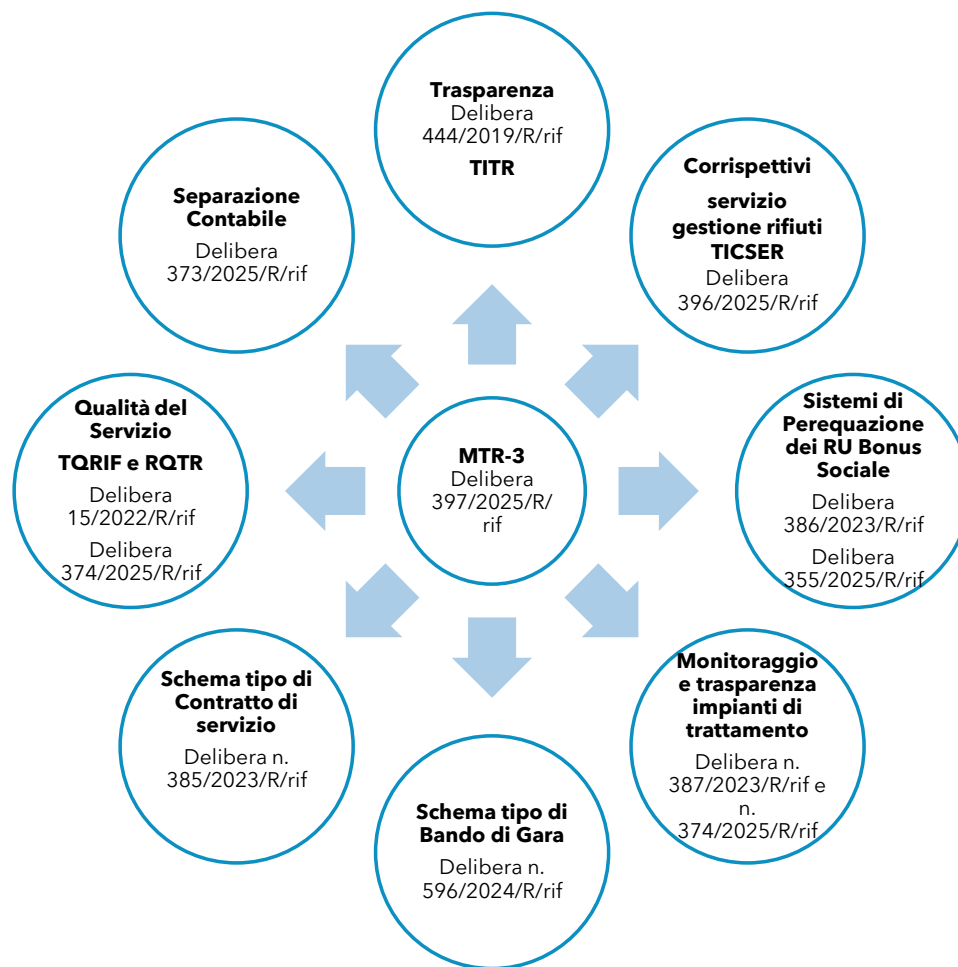 Trasparenza
Delibera
444/2019/R/rif
TITR
Corrispettivi
servizio
gestione rifiuti
TICSER
Delibera
396/2025/R/rif
Sistemi di
Perequazione
dei RU Bonus
Sociale
Delibera
386/2023/R/rif
Delibera
355/2025/R/rif
Monitoraggio
e trasparenza
impianti di
trattamento
Delibera n.
387/2023/R/rif e
n.
374/2025/R/rif
Schema tipo di
Bando di Gara
Delibera n.
596/2024/R/rif
Schema tipo di
Contratto di
servizio
Delibera n.
385/2023/R/rif
Qualità del
Servizio
TQRIF e RQTR
Delibera
15/2022/R/rif
Delibera
374/2025/R/rif
Separazione
Contabile
Delibera
373/2025/R/rif
MTR-3
Delibera
397/2025/R/
rif